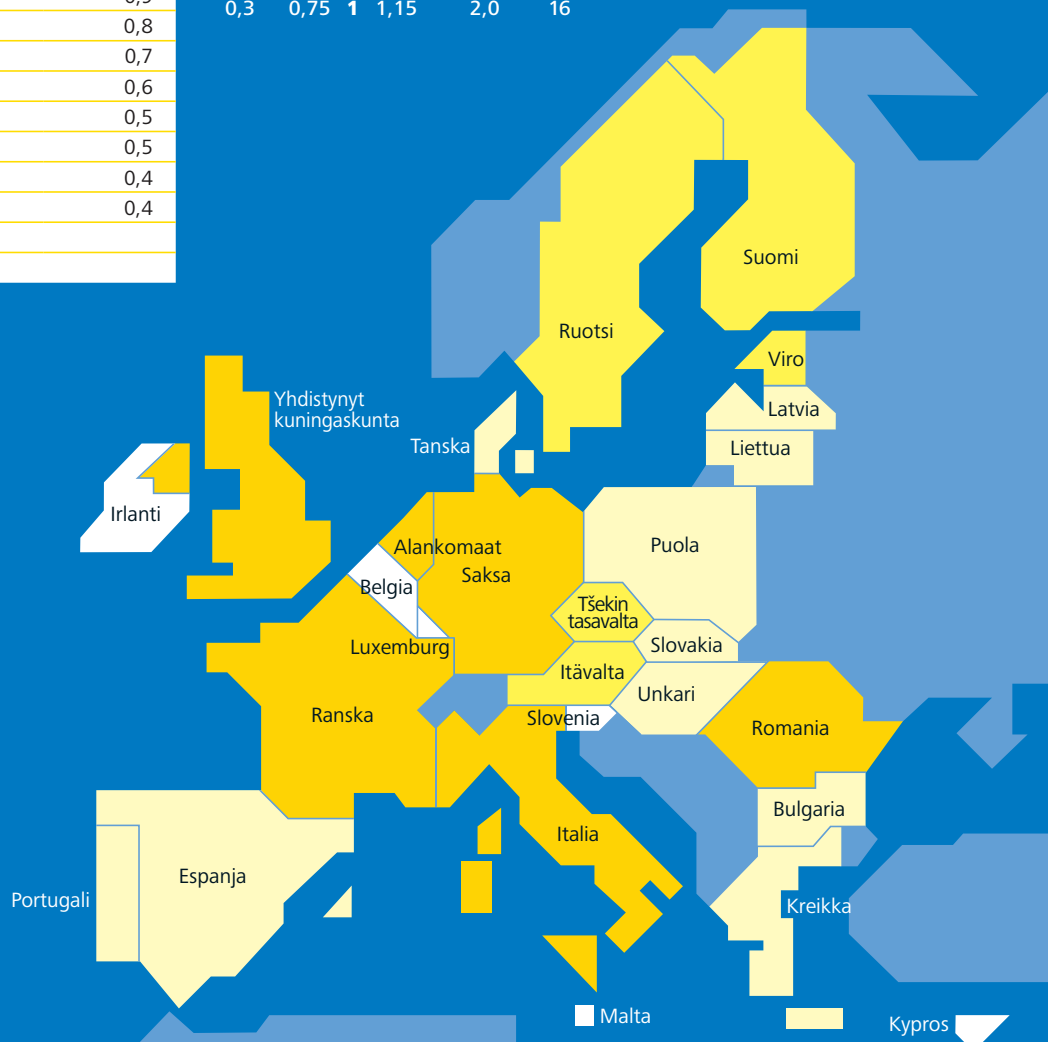 0,3 0,75 1 1,15 2,0 16
0,8
0,7
0,6
0,5
0,5
0,4
0,4
Suomi
Ruotsi
Viro
Yhdistynyt
kuningaskunta
Latvia
Tanska
Liettua
Irlanti
Alankomaat
Puola
Saksa
Belgia
Tšekin
tasavalta
Luxemburg
Slovakia
Itävalta
Unkari
Ranska
Slovenia
Romania
Bulgaria
Italia
Espanja
Portugali
Kreikka
Malta
Kypros